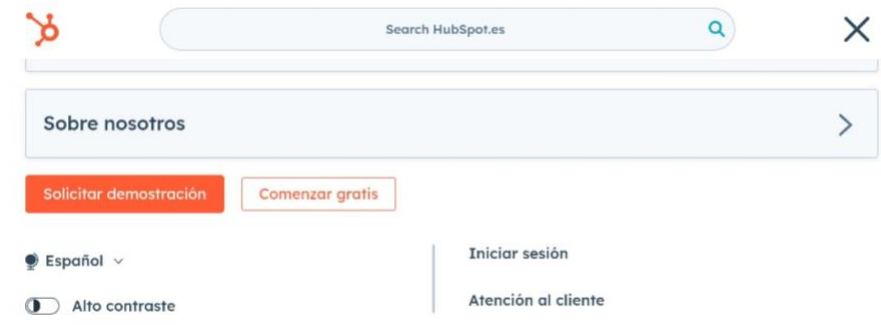 Search HubSpot.es
Sobre nosotros
Solicitar demostración
Comenzar gratis
Español
Alto contraste
Iniciar sesión
Atención al cliente